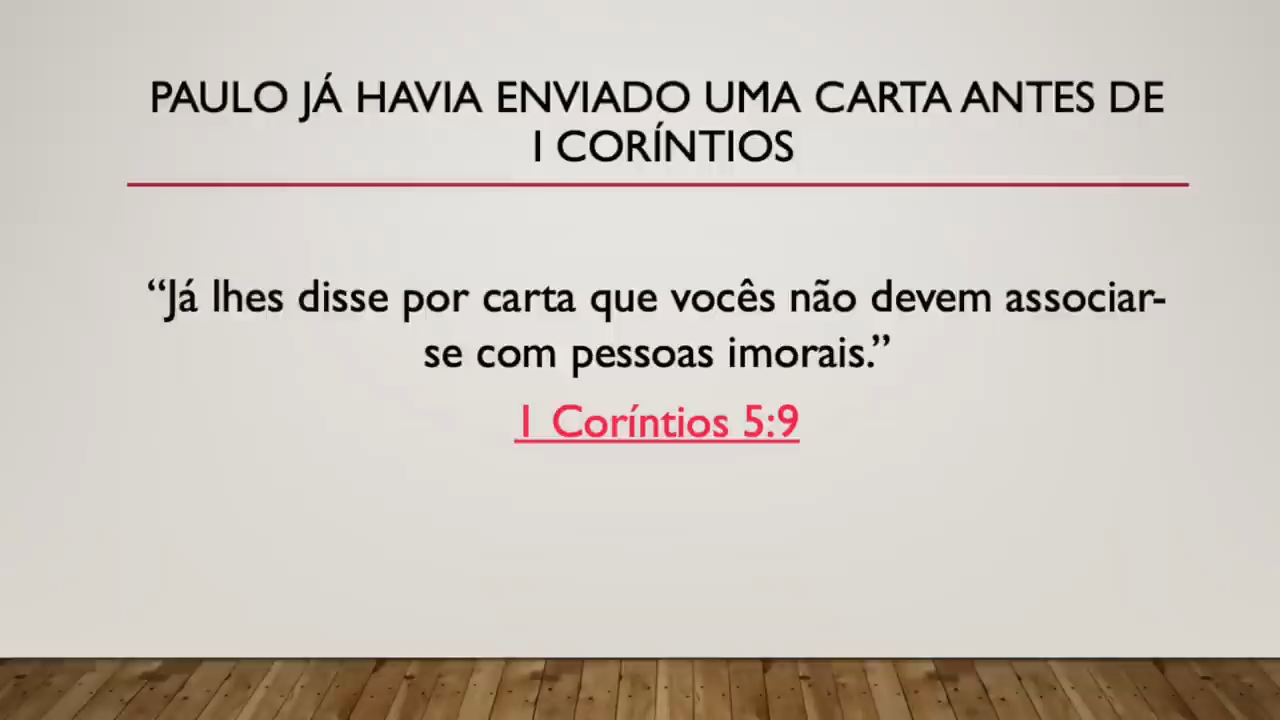 PAULO JÁ HAVIA ENVIADO UMA CARTA ANTES DE
I CORÍNTIOS
“Já lhes disse por carta que vocês não devem associar-
se com pessoas imorais.”
1 Coríntios 5:9